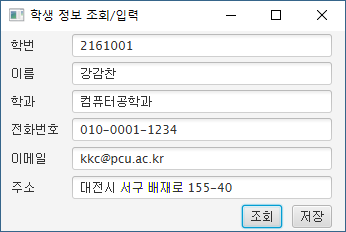 학생 정보 조회/입력
학번 2161001
이름 강감찬
학과 컴퓨터공학과
전화번호 010-0001-1234
이메일 kkc@pcu.ac.kr
주소 대전시 서구 배재로 155-40
조회 저장